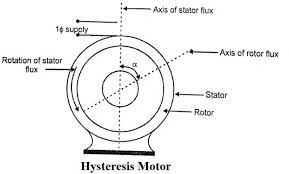 Axis of stator flux
1ϕ supply
Axis of rotor flux
Rotation of stator
flux
α
Stator
Rotor
Hysteresis Motor